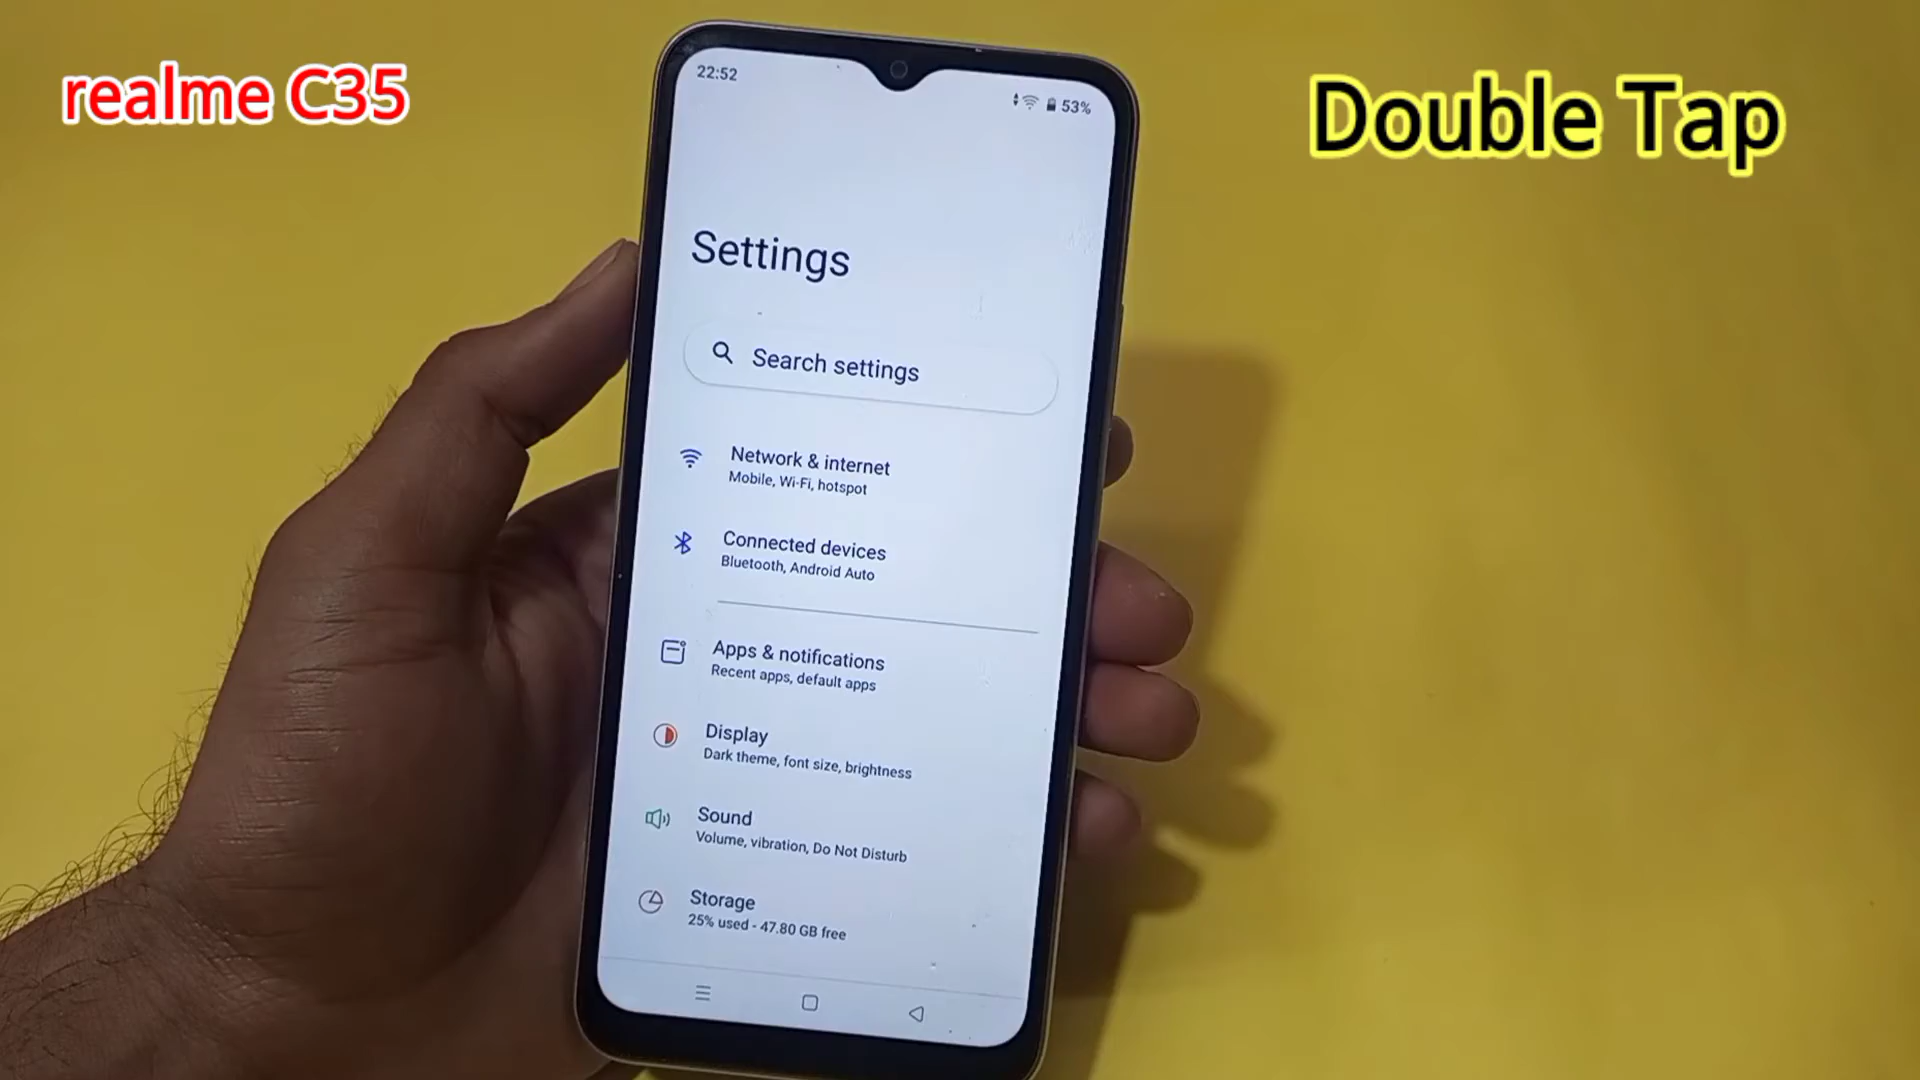 realme C35
Double Tap
22:52
53%
Settings
Search settings
Network & internet
Mobile, Wi-Fi, hotspot
Connected devices
Bluetooth, Android Auto
Apps & notifications
Recent apps, default apps
Display
Dark theme, font size, brightness
Sound
Volume, vibration, Do Not Disturb
Storage
25% used - 47.80 GB free